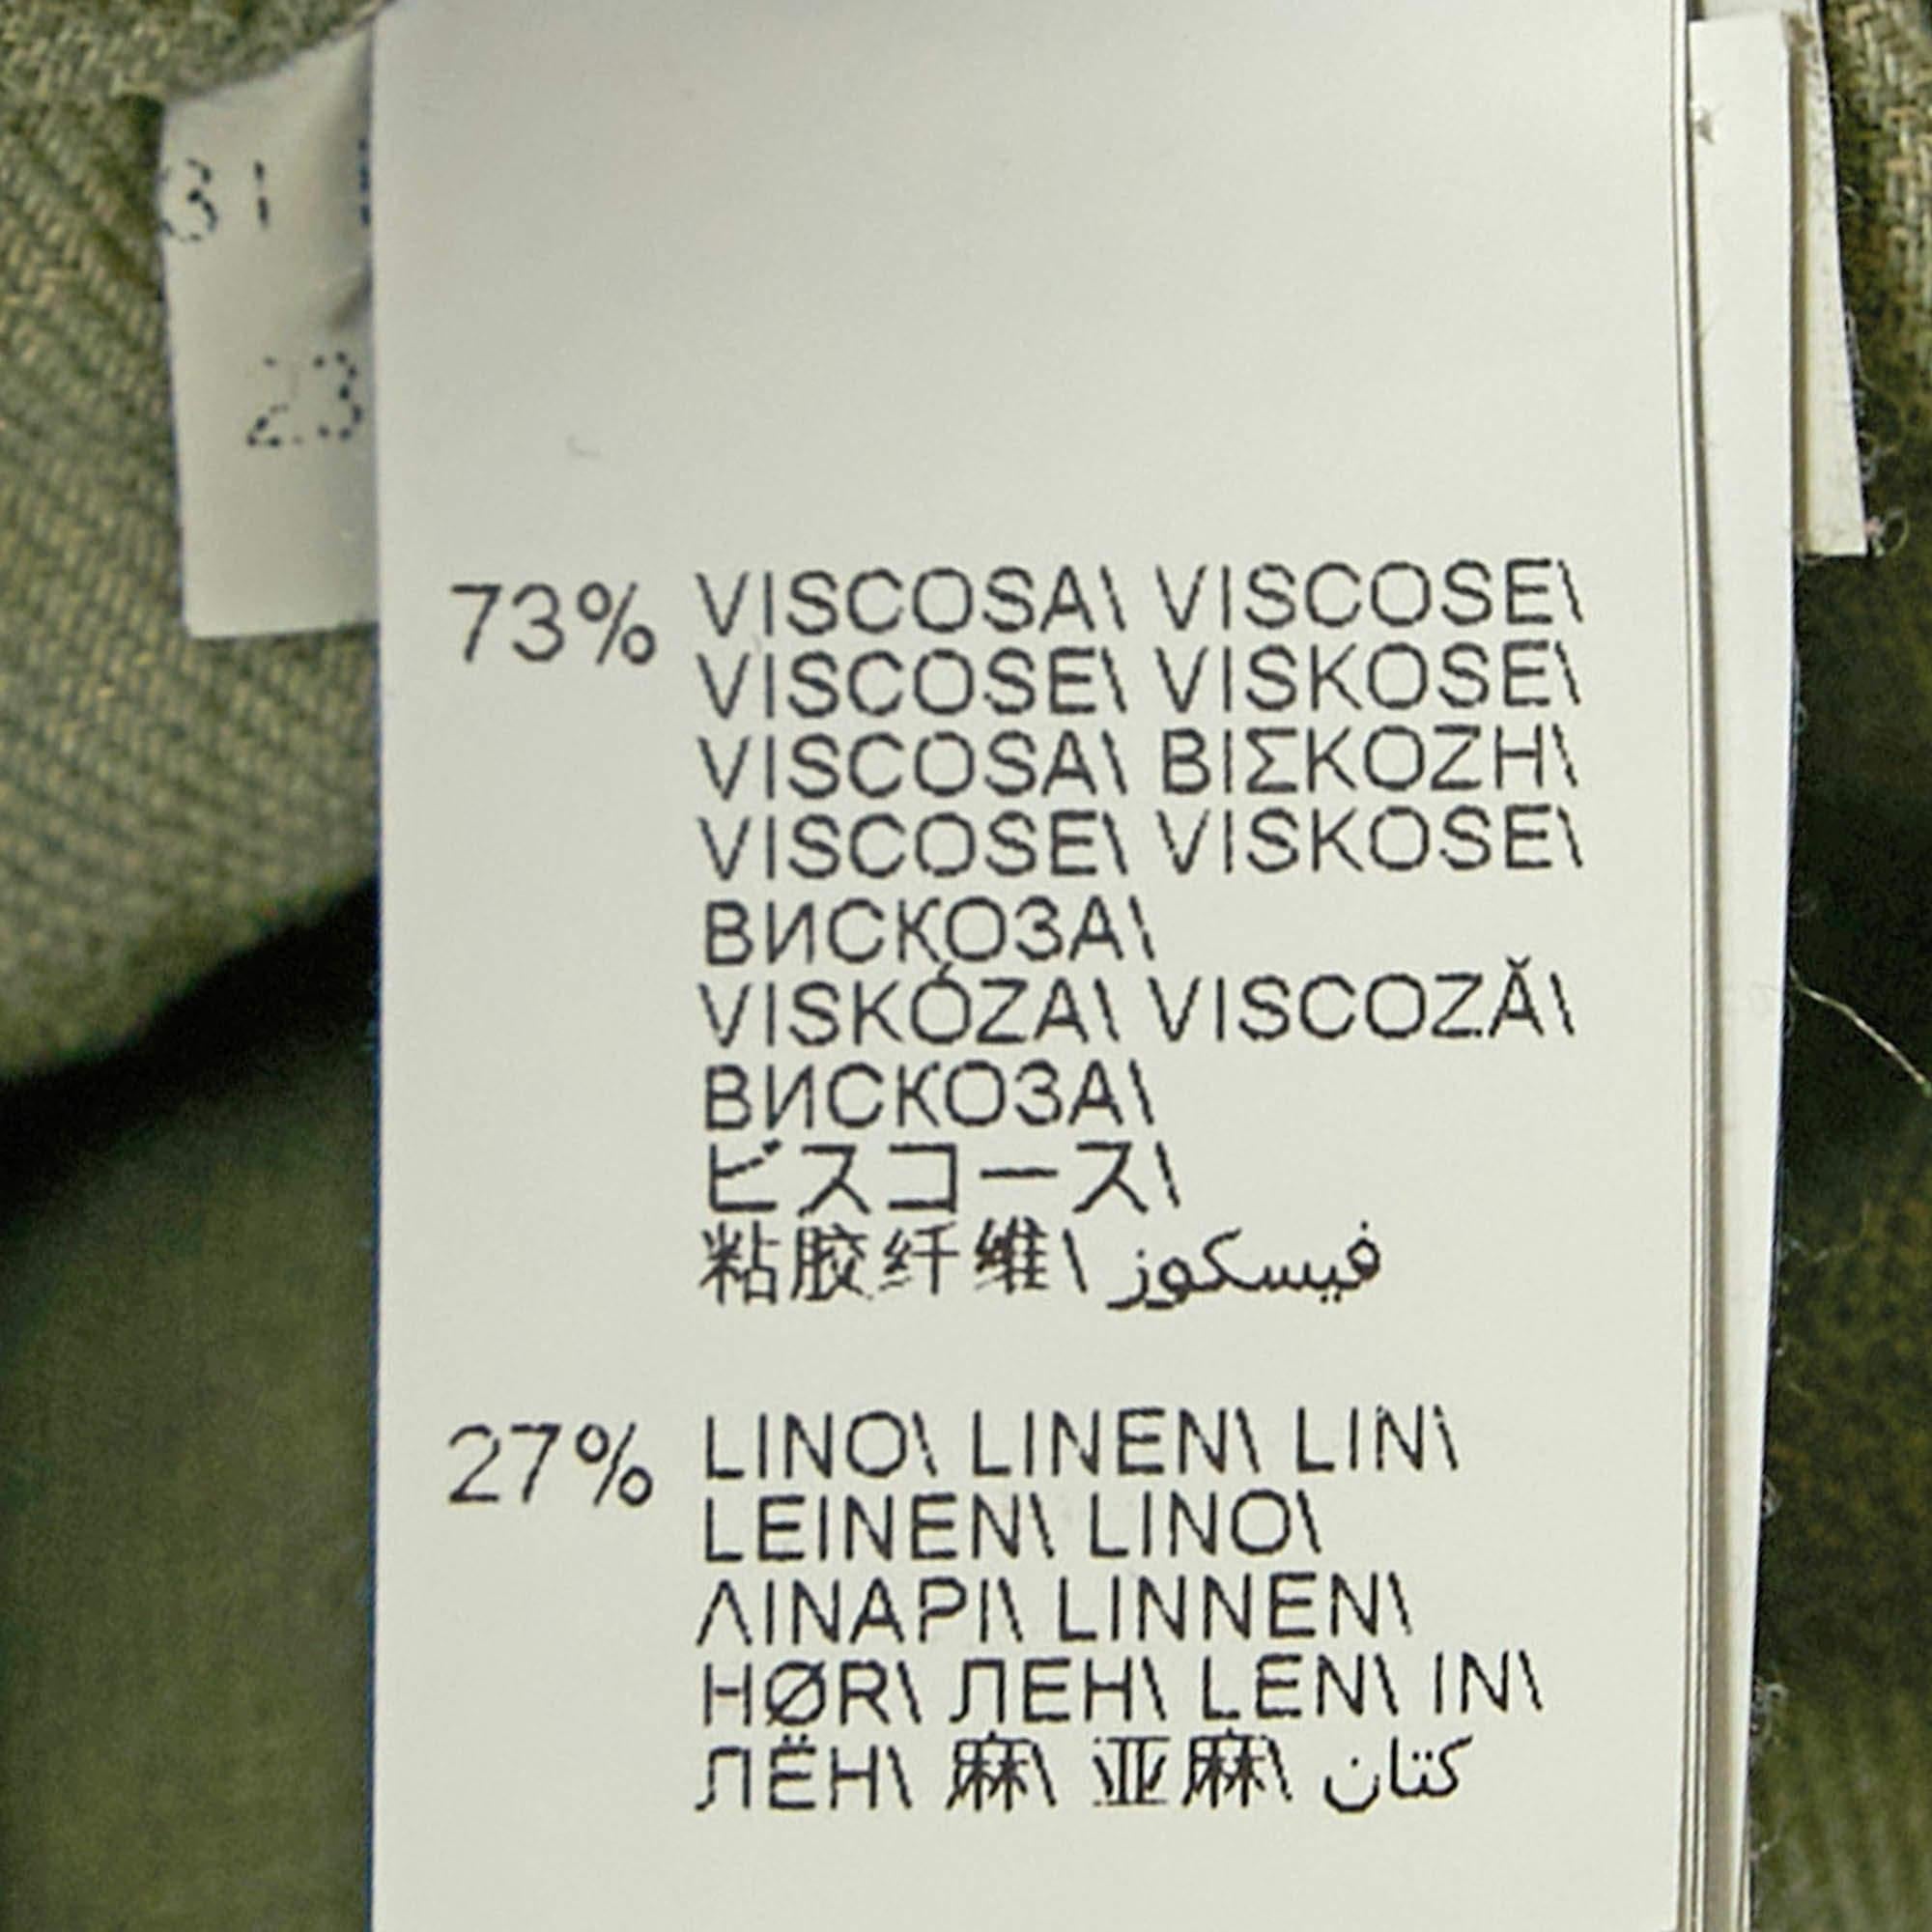 31
23
73% VISCOSA\ VISCOSE\
VISCOSE\ VISKOSE\
VISCOSA\ ΒΙΣΚΟΖΗ\
VISCOSE\ VISKOSE\
ВИСКОЗА\
VISKÓZA\ VISCOZĂ\
ВИСКОЗА\
ビスコース\
粘胶纤维\ فيسكوز
27% LINO\ LINEN\ LIN\
LEINEN\ LINO\
ΛΙΝΑΡΙ\ LINNEN\
HØR\ ЛЕН\ LEN\ IN\
ЛЁН\ 麻\ 亚麻\ كتان